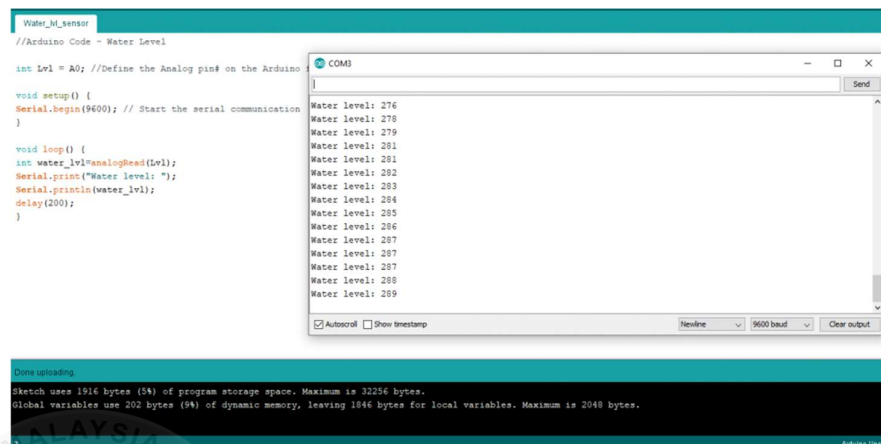 Water_lvl_sensor
//Arduino Code - Water Level
int Lvl = A0; //Define the Analog pin# on the Arduino
void setup() {
Serial.begin(9600); // Start the serial communication
}
void loop() {
int water_lvl=analogRead(Lvl);
Serial.print("Water level: ");
Serial.println(water_lvl);
delay(200);
}
COM3
Send
Water level: 276
Water level: 278
Water level: 279
Water level: 281
Water level: 281
Water level: 282
Water level: 283
Water level: 284
Water level: 285
Water level: 286
Water level: 287
Water level: 287
Water level: 287
Water level: 288
Water level: 289
Autoscroll Show timestamp Newline 9600 baud Clear output
Done uploading.
Sketch uses 1916 bytes (5%) of program storage space. Maximum is 32256 bytes.
Global variables use 202 bytes (9%) of dynamic memory, leaving 1846 bytes for local variables. Maximum is 2048 bytes.